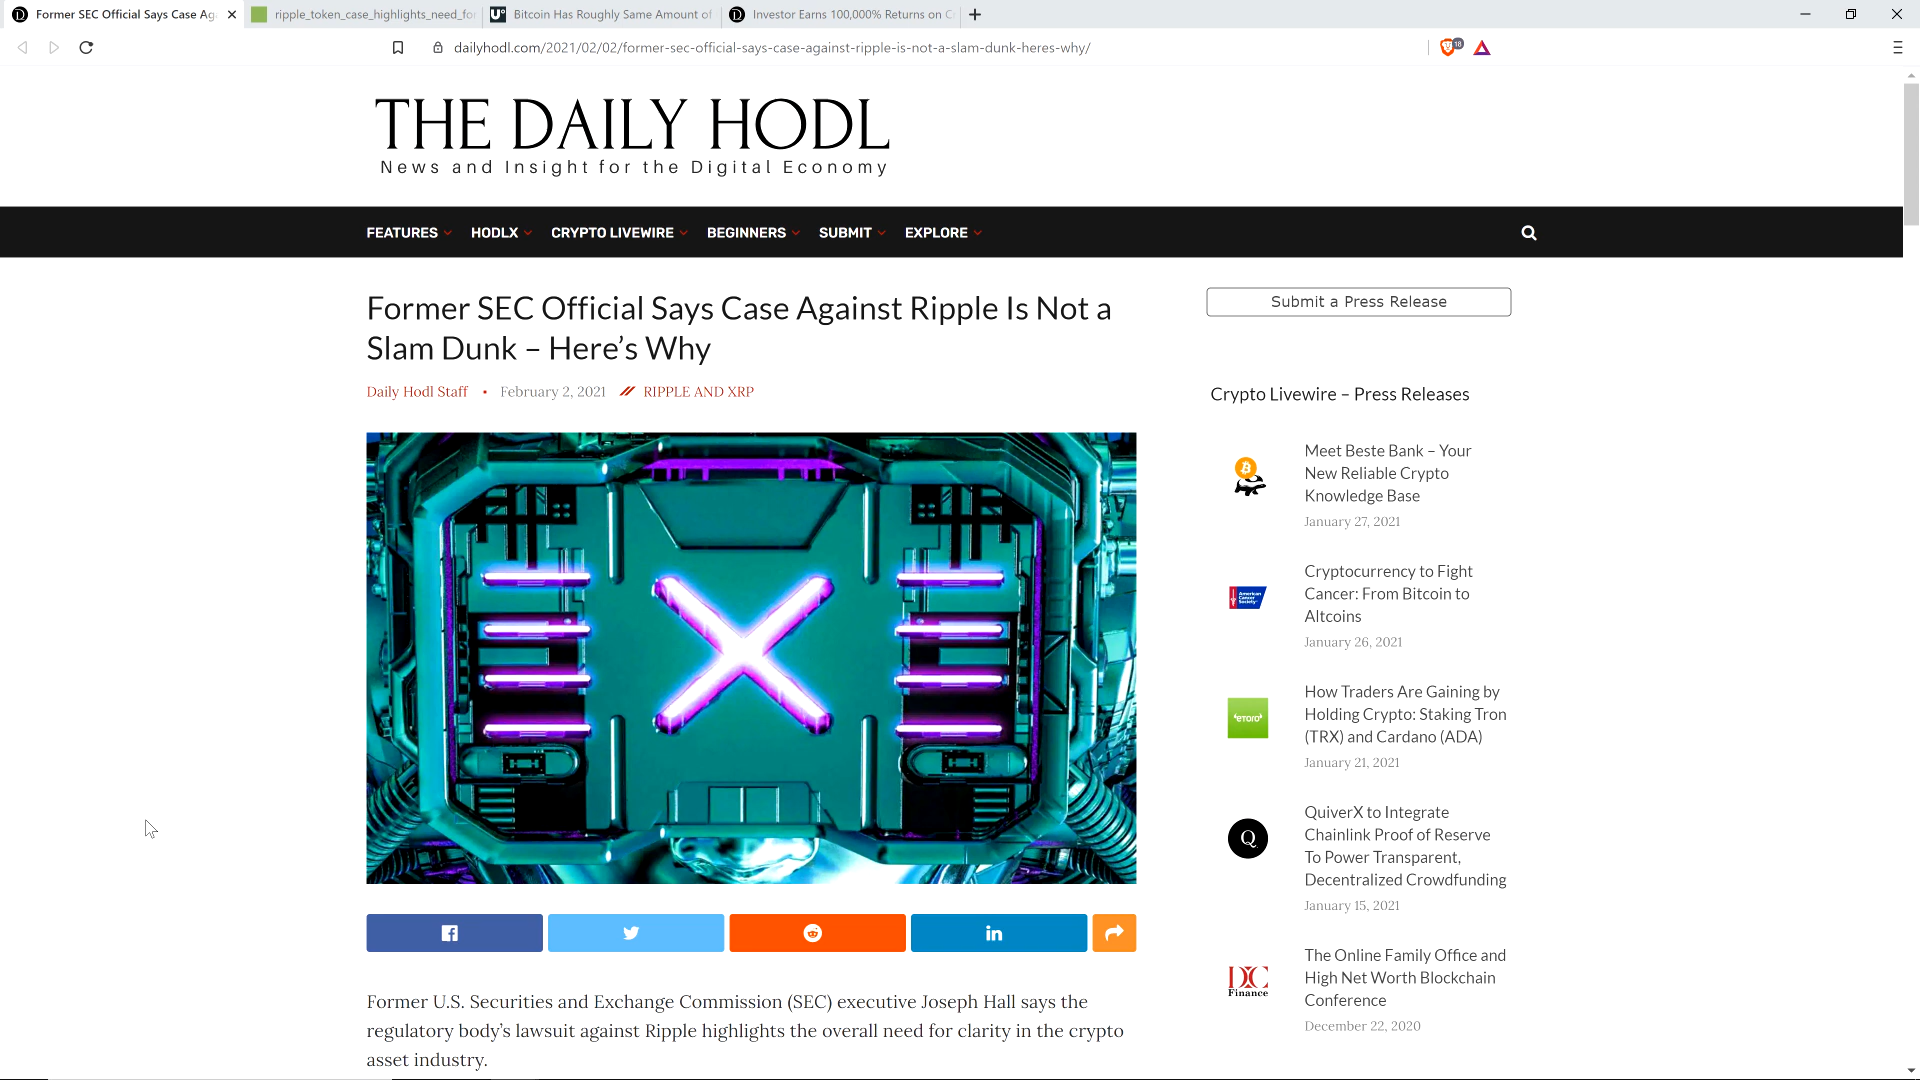 Former SEC Official Says Case Ag
ripple_token_case_highlights_need_fo
Bitcoin Has Roughly Same Amount of
Investor Earns 100,000% Returns on C
dailyhodl.com/2021/02/02/former-sec-official-says-case-against-ripple-is-not-a-slam-dunk-heres-why/
18
THE DAILY HODL
News and Insight for the Digital Economy
FEATURES
HODLX
CRYPTO LIVEWIRE
BEGINNERS
SUBMIT
EXPLORE
Former SEC Official Says Case Against Ripple Is Not a
Slam Dunk – Here’s Why
Daily Hodl Staff • February 2, 2021 RIPPLE AND XRP
Former U.S. Securities and Exchange Commission (SEC) executive Joseph Hall says the
regulatory body’s lawsuit against Ripple highlights the overall need for clarity in the crypto
asset industry.
Submit a Press Release
Crypto Livewire – Press Releases
Meet Beste Bank – Your
New Reliable Crypto
Knowledge Base
January 27, 2021
American
Cancer
Society
Cryptocurrency to Fight
Cancer: From Bitcoin to
Altcoins
January 26, 2021
eToro
How Traders Are Gaining by
Holding Crypto: Staking Tron
(TRX) and Cardano (ADA)
January 21, 2021
Q
QuiverX to Integrate
Chainlink Proof of Reserve
To Power Transparent,
Decentralized Crowdfunding
January 15, 2021
DC
Finance
The Online Family Office and
High Net Worth Blockchain
Conference
December 22, 2020